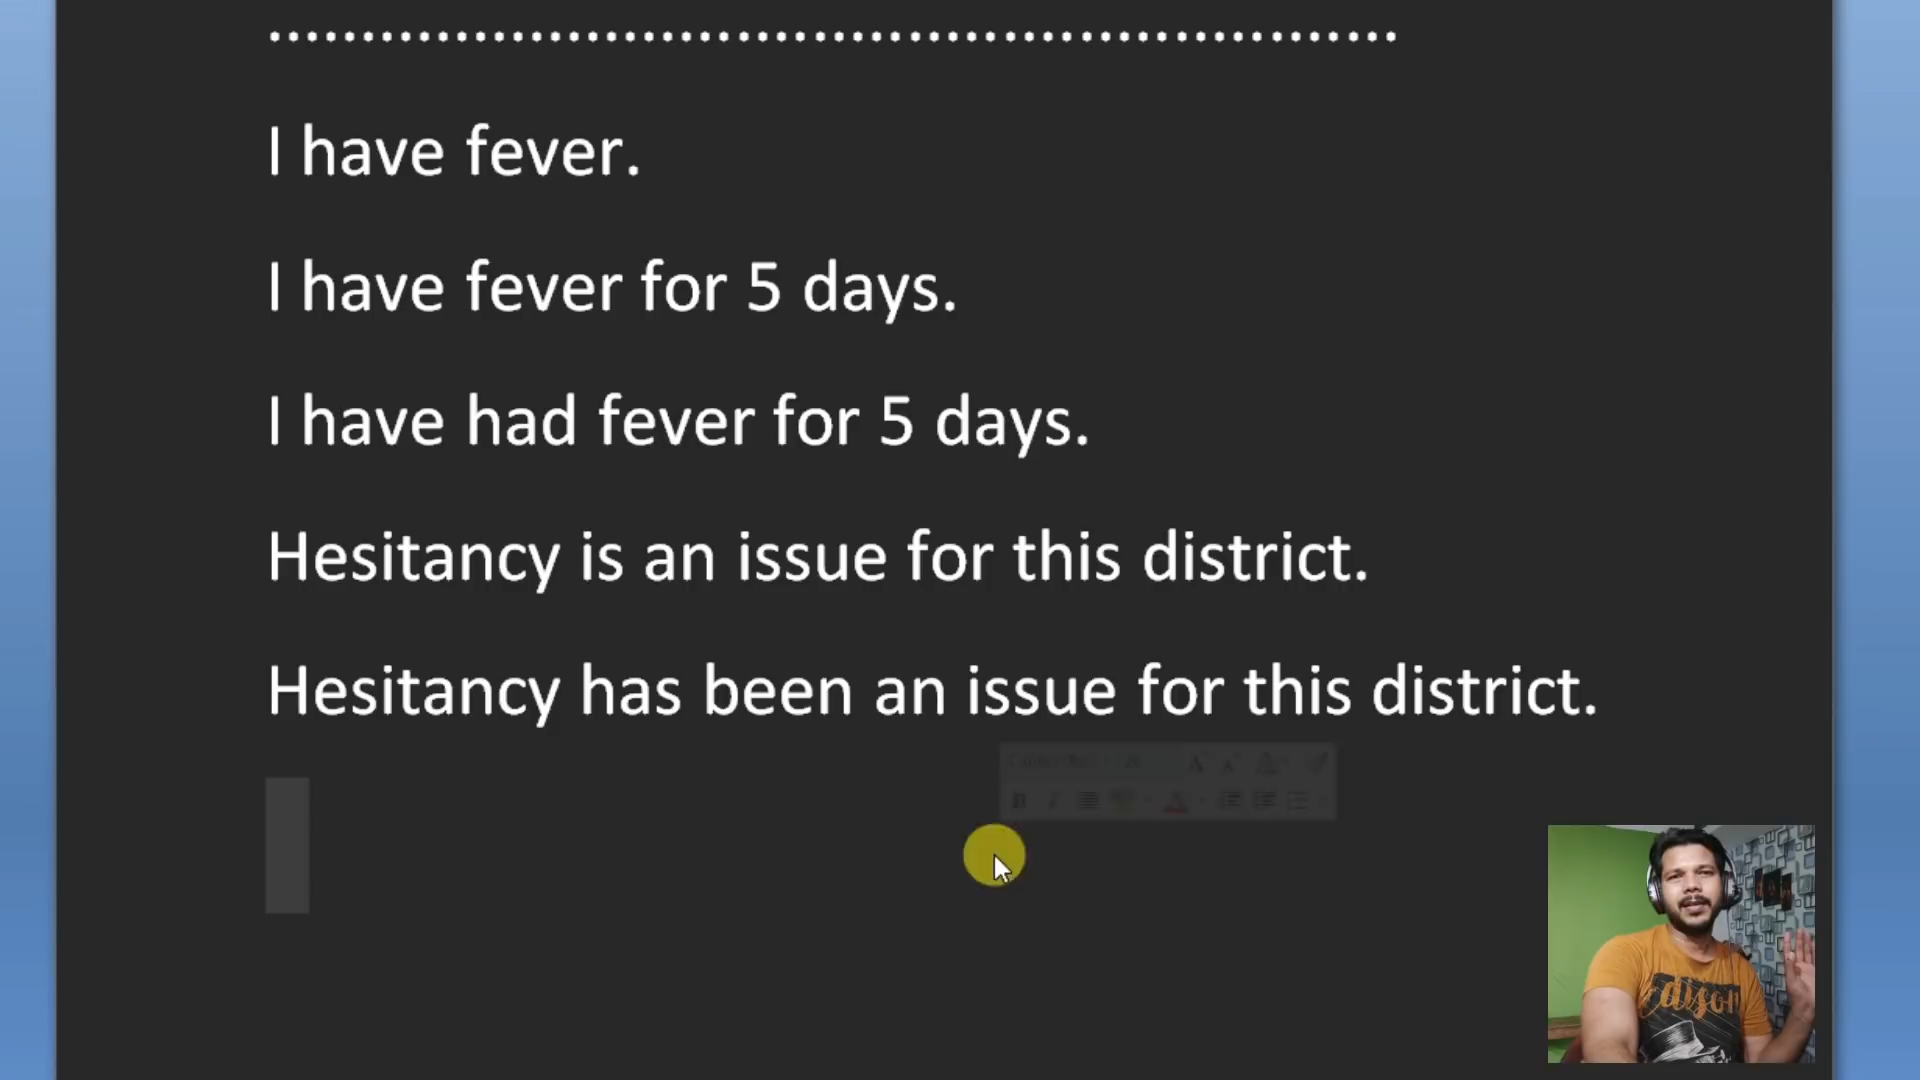 I have fever.
I have fever for 5 days.
I have had fever for 5 days.
Hesitancy is an issue for this district.
Hesitancy has been an issue for this district.
Edison